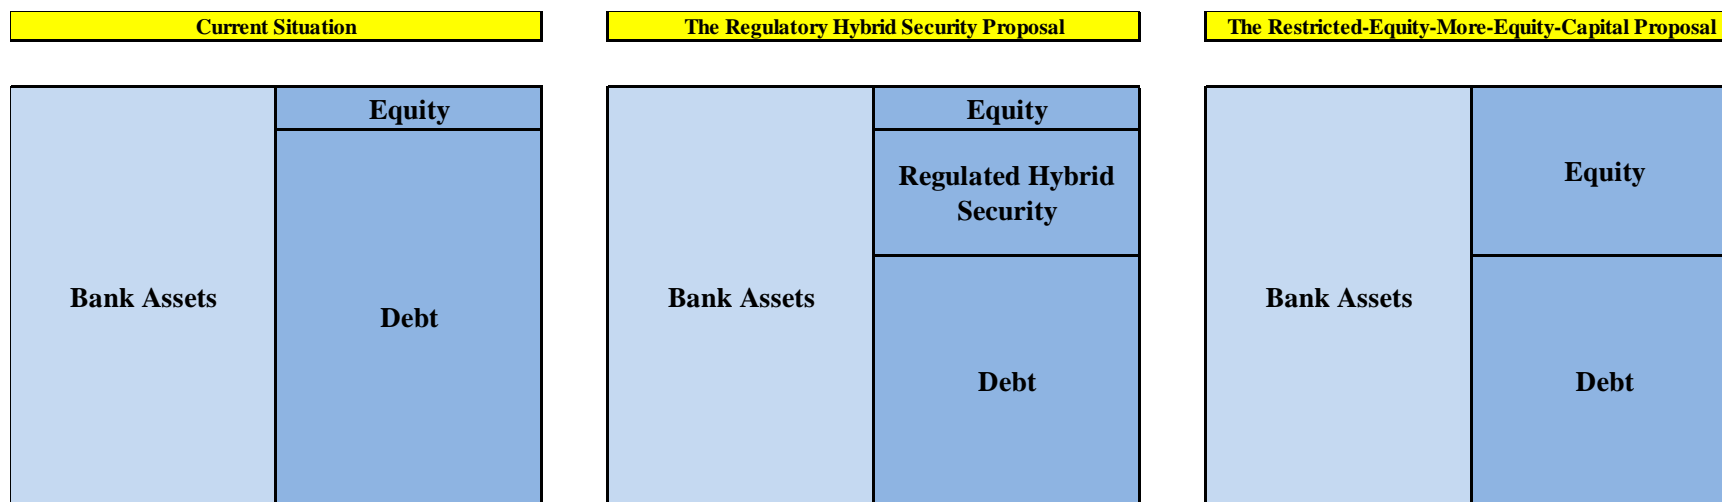 Current Situation
The Regulatory Hybrid Security Proposal
The Restricted-Equity-More-Equity-Capital Proposal
Equity
Bank Assets
Debt
Equity
Regulated Hybrid
Security
Bank Assets
Debt
Equity
Bank Assets
Debt